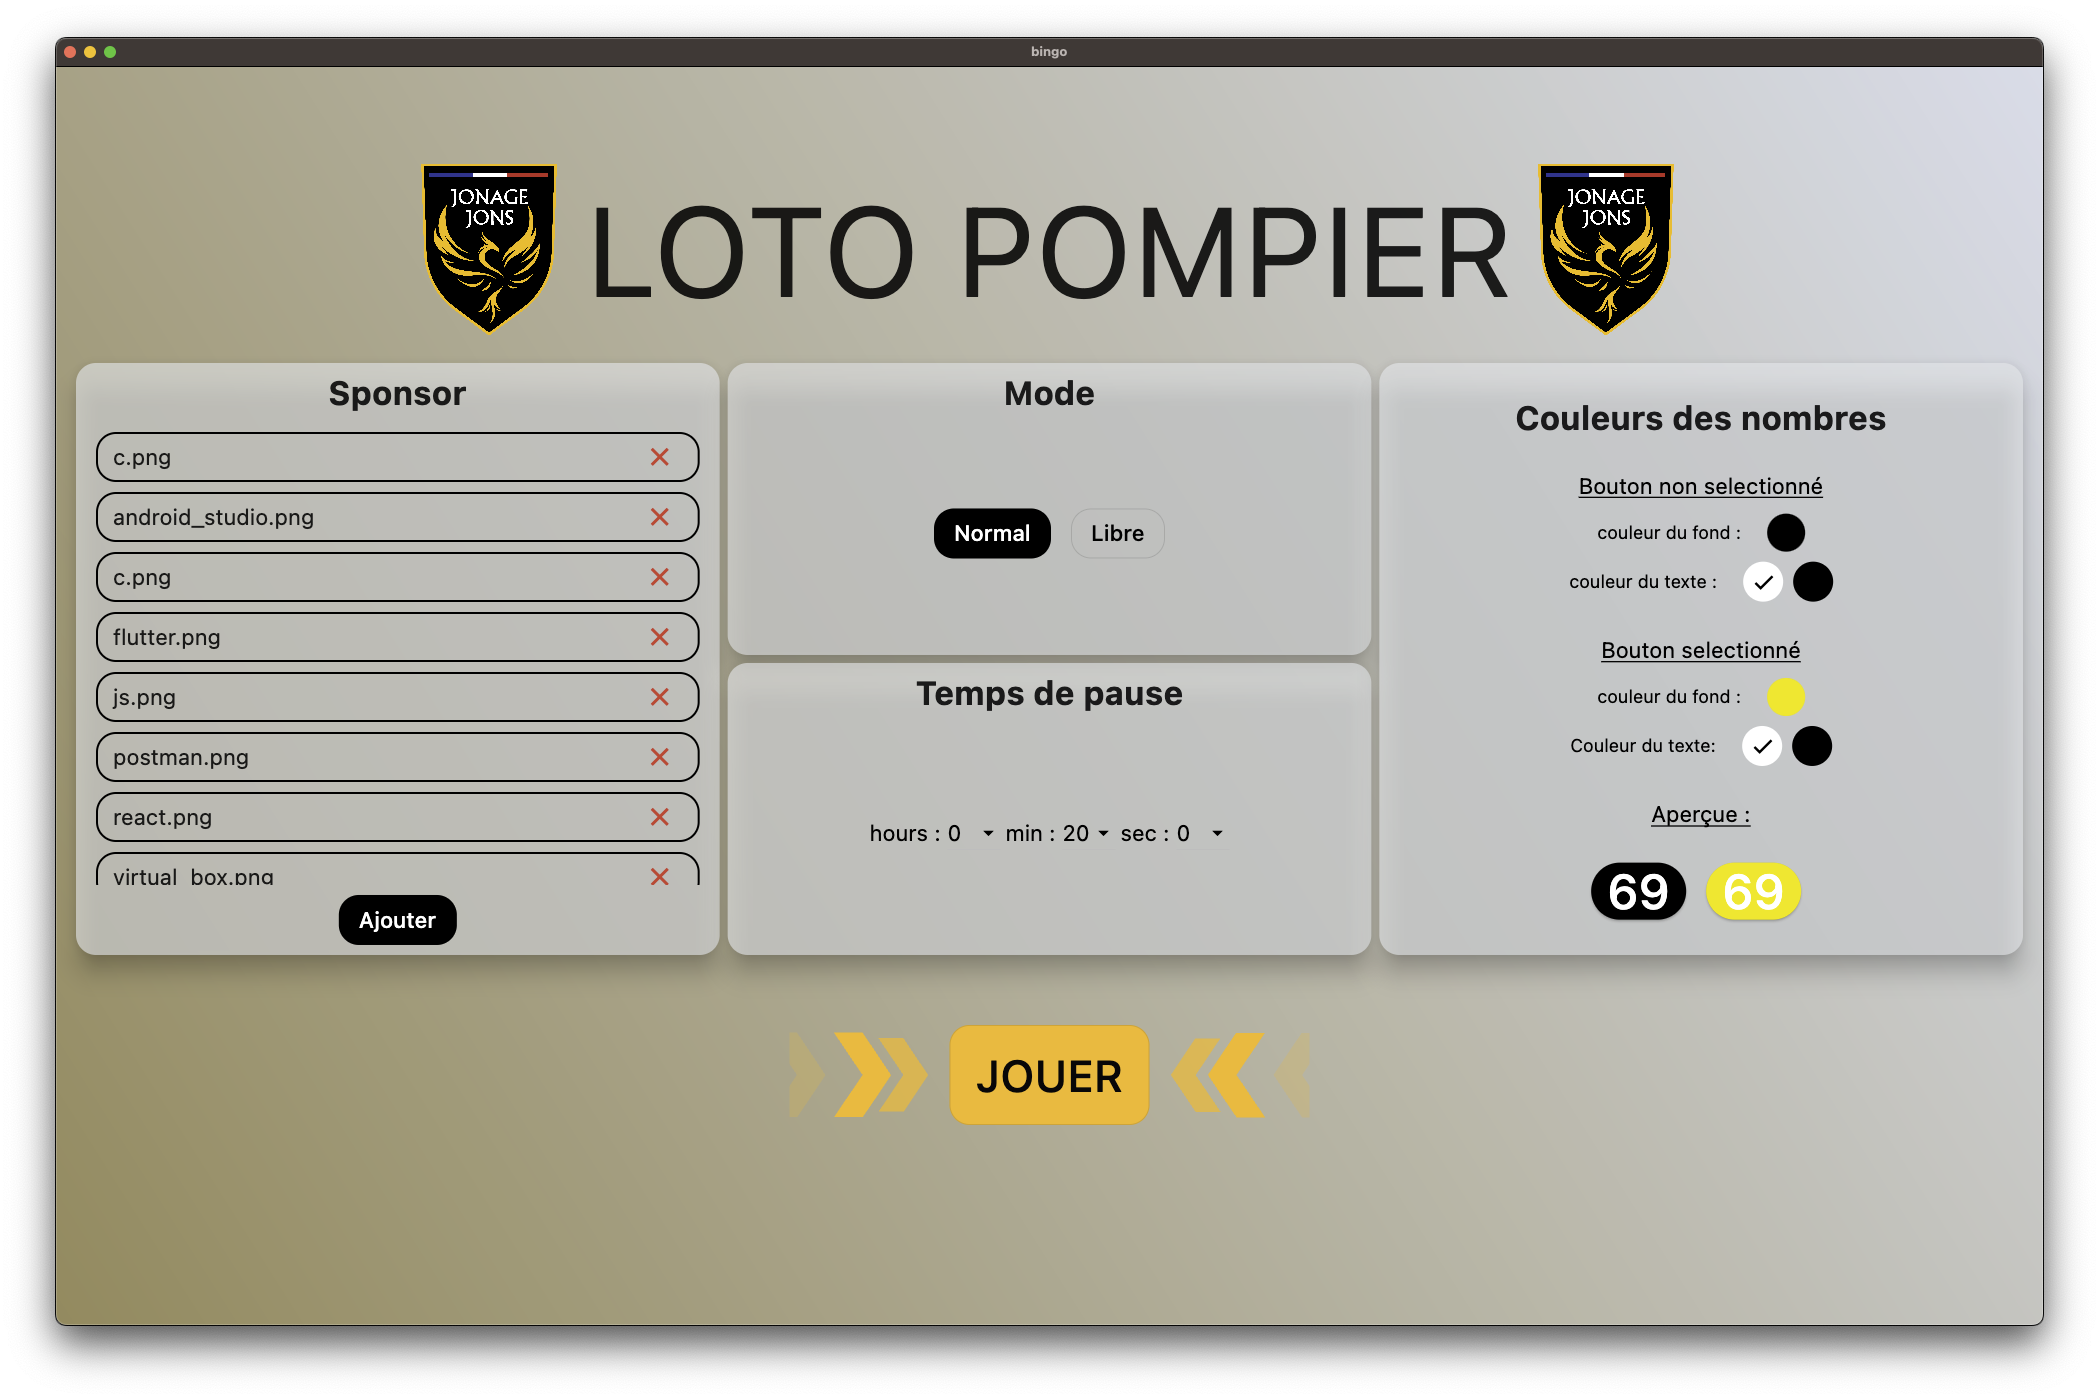 bingo
JONAGE
JONS
LOTO POMPIER
JONAGE
JONS
Sponsor
c.png
android_studio.png
c.png
flutter.png
js.png
postman.png
react.png
virtual_box.png
Ajouter
Mode
Normal
Libre
Temps de pause
hours : 0 min : 20 sec : 0
Couleurs des nombres
Bouton non selectionné
couleur du fond :
couleur du texte :
Bouton selectionné
couleur du fond :
Couleur du texte:
Aperçue :
69 69
JOUER